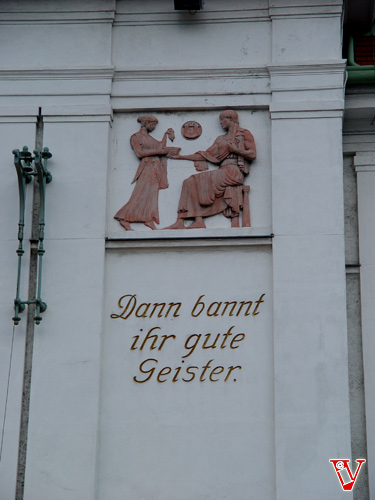 Dann bannt
ihr gute
Geister.
V